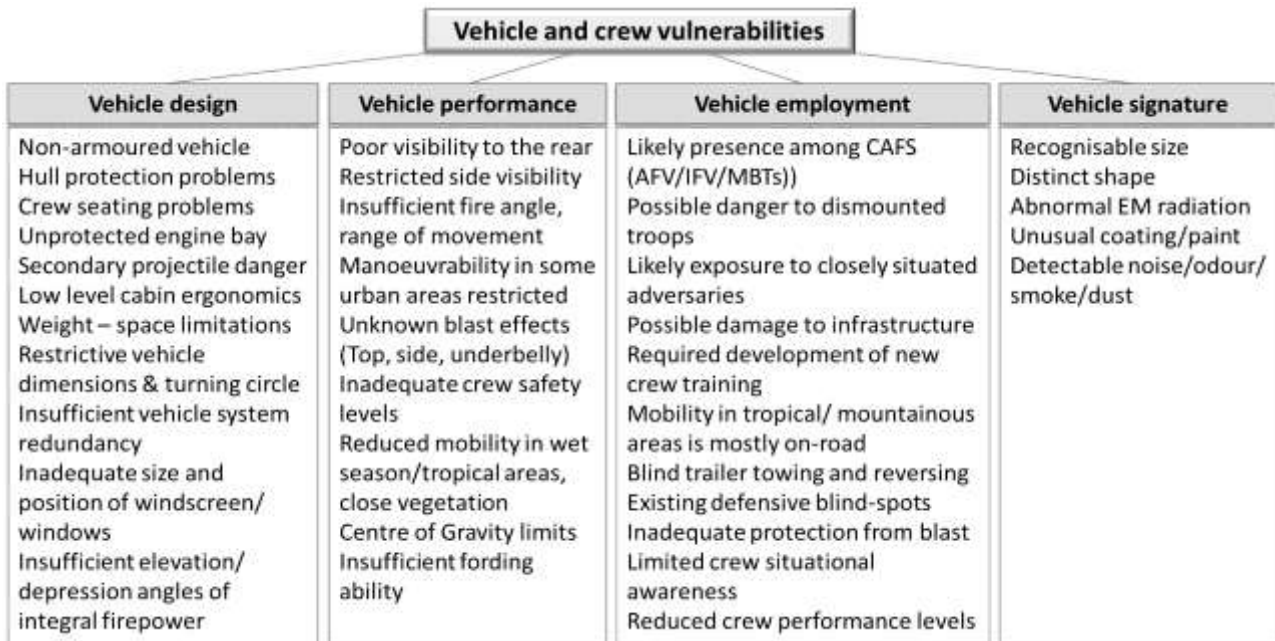 Vehicle and crew vulnerabilities
Vehicle design
Non-armoured vehicle
Hull protection problems
Crew seating problems
Unprotected engine bay
Secondary projectile danger
Low level cabin ergonomics
Weight – space limitations
Restrictive vehicle
dimensions & turning circle
Insufficient vehicle system
redundancy
Inadequate size and
position of windscreen/
windows
Insufficient elevation/
depression angles of
integral firepower
Vehicle performance
Poor visibility to the rear
Restricted side visibility
Insufficient fire angle,
range of movement
Manoeuvrability in some
urban areas restricted
Unknown blast effects
(Top, side, underbelly)
Inadequate crew safety
levels
Reduced mobility in wet
season/tropical areas,
close vegetation
Centre of Gravity limits
Insufficient fording
ability
Vehicle employment
Likely presence among CAFS
(AFV/IFV/MBTs))
Possible danger to dismounted
troops
Likely exposure to closely situated
adversaries
Possible damage to infrastructure
Required development of new
crew training
Mobility in tropical/ mountainous
areas is mostly on-road
Blind trailer towing and reversing
Existing defensive blind-spots
Inadequate protection from blast
Limited crew situational
awareness
Reduced crew performance levels
Vehicle signature
Recognisable size
Distinct shape
Abnormal EM radiation
Unusual coating/paint
Detectable noise/odour/
smoke/dust